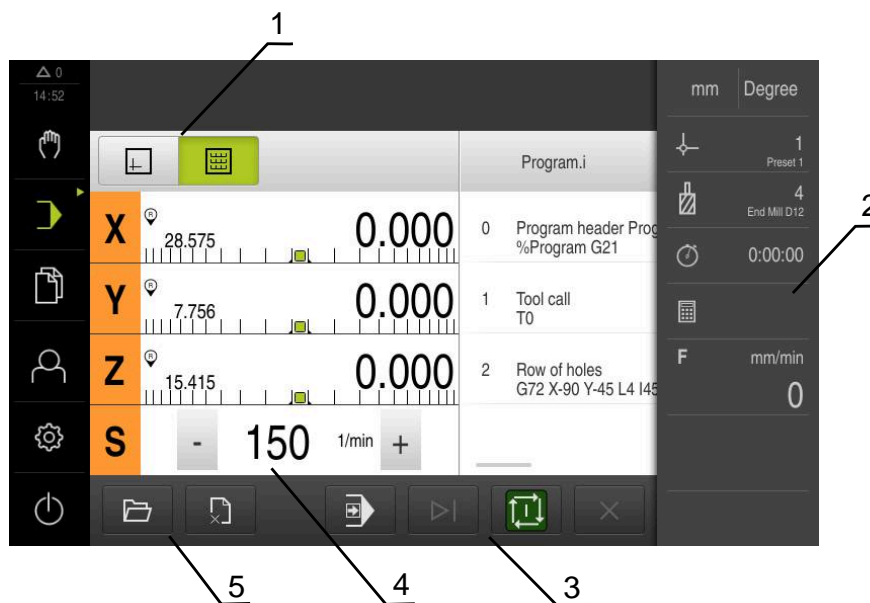 1
0
14:52
mm Degree
1
Preset 1
Program.i
4
End Mill D12
2
X R 28.575 0.000
0 Program header Prog
%Program G21
0:00:00
Y R 7.756 0.000
1 Tool call
T0
F mm/min
0
Z R 15.415 0.000
2 Row of holes
G72 X-90 Y-45 L4 I45
S - 150 1/min +
5
4
3